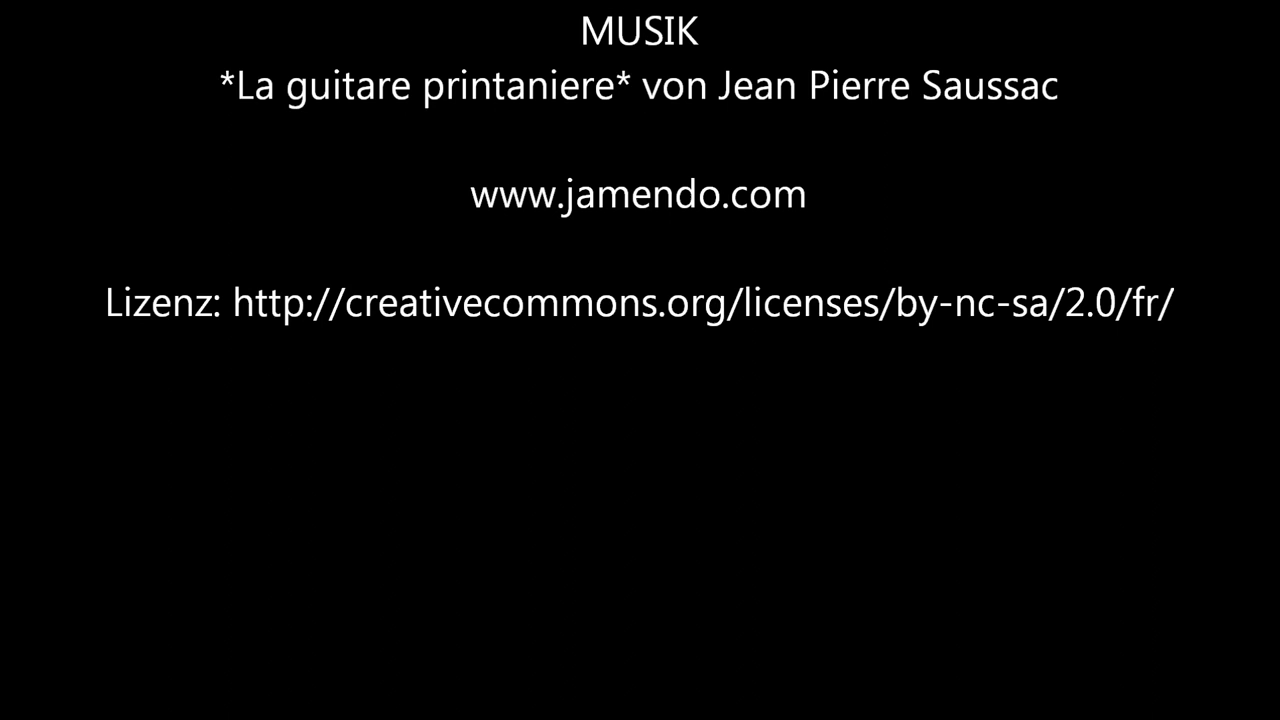 MUSIK
*La guitare printaniere* von Jean Pierre Saussac
www.jamendo.com
Lizenz: http://creativecommons.org/licenses/by-nc-sa/2.0/fr/